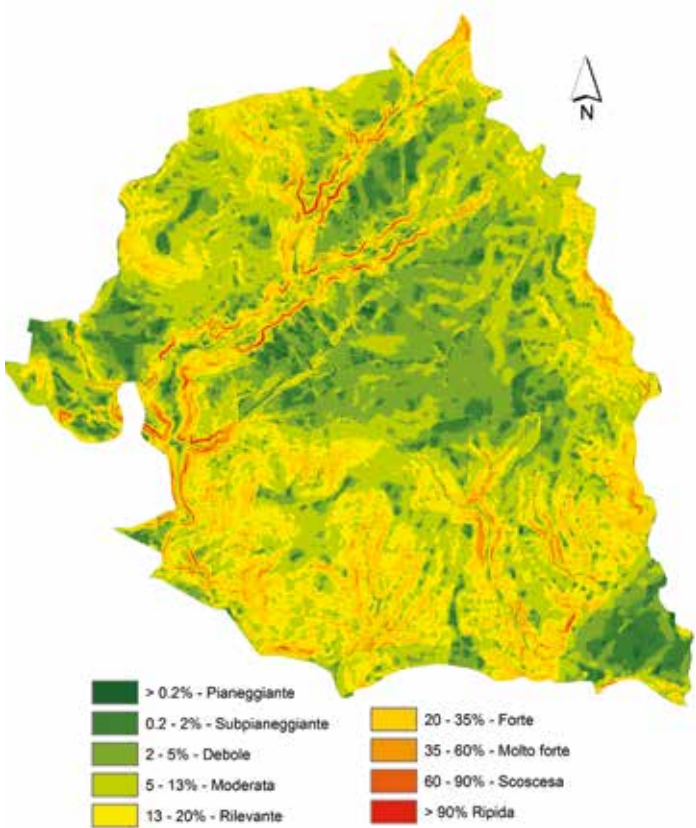 N
> 0.2% - Pianeggiante
0.2 - 2% - Subpianeggiante
2 - 5% - Debole
5 - 13% - Moderata
13 - 20% - Rilevante
20 - 35% - Forte
35 - 60% - Molto forte
60 - 90% - Scoscesa
> 90% Ripida